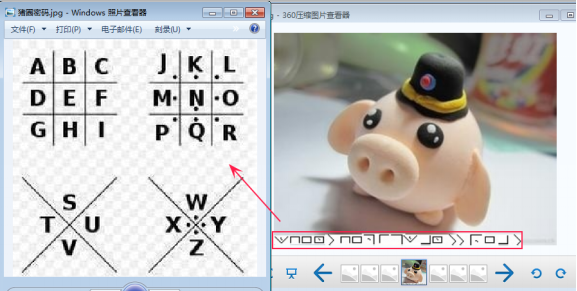 猪圈密码.jpg - Windows 照片查看器
文件(F) 打印(P) 电子邮件(E) 刻录(U) »
A B C
D E F
G H I
J K L
M N O
P Q R
S
T U
V
W
X Y
Z
.jpg - 360压缩图片查看器